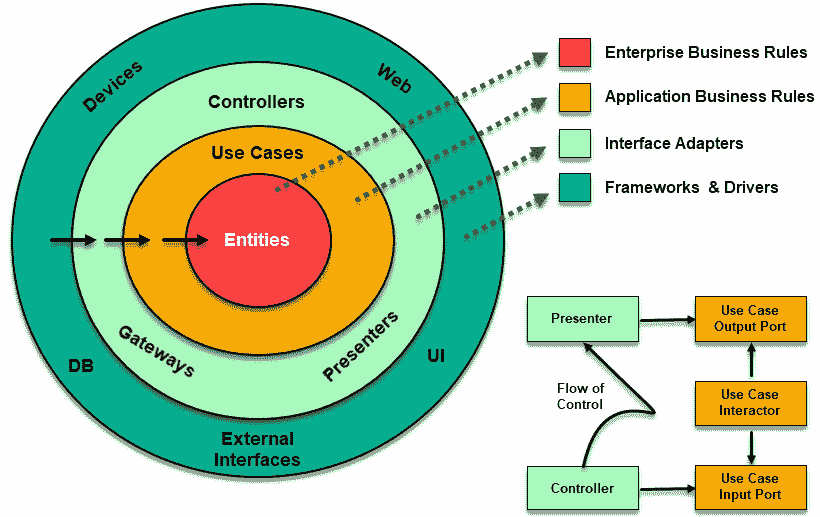 Devices
Web
Controllers
Use Cases
Entities
Gateways
Presenters
DB
UI
External
Interfaces
Enterprise Business Rules
Application Business Rules
Interface Adapters
Frameworks & Drivers
Presenter
Use Case
Output Port
Flow of
Control
Use Case
Interactor
Controller
Use Case
Input Port